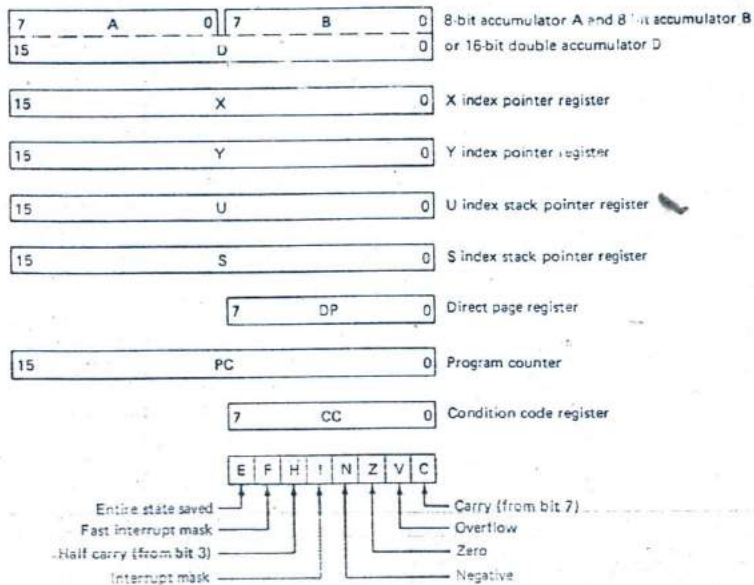 7 A 0 7 B 0 8-bit accumulator A and 8 bit accumulator B
15 D 0 or 16-bit double accumulator D
15 X 0 X index pointer register
15 Y 0 Y index pointer register
15 U 0 U index stack pointer register
15 S 0 S index stack pointer register
7 DP 0 Direct page register
15 PC 0 Program counter
7 CC 0 Condition code register
E F H I N Z V C
Entire state saved Carry (from bit 7)
Fast interrupt mask Overflow
Half carry (from bit 3) Zero
Interrupt mask Negative